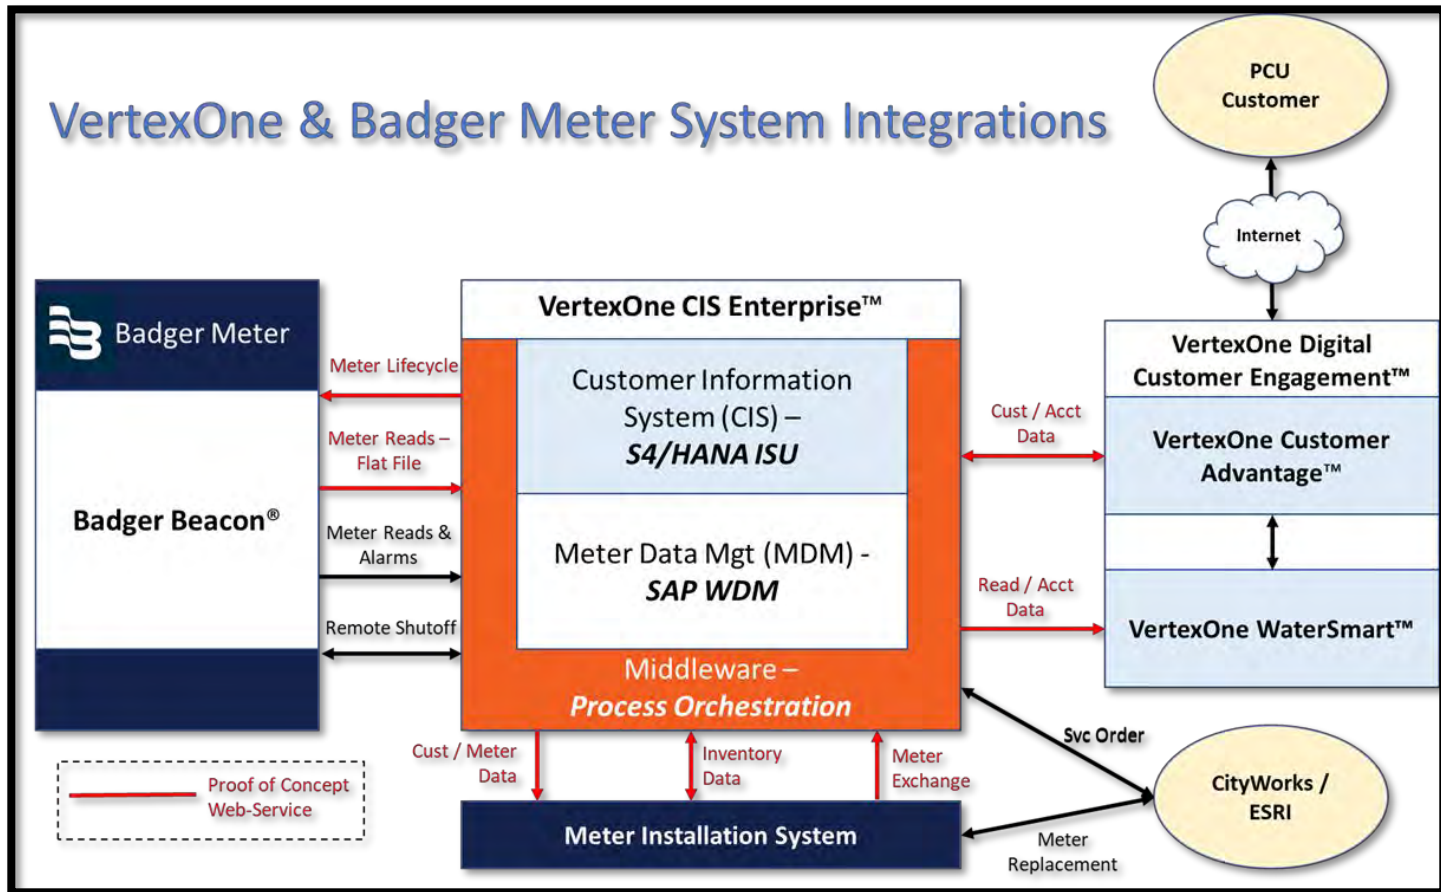 VertexOne & Badger Meter System Integrations
PCU
Customer
Internet
Badger Meter
Badger Beacon®
Meter Lifecycle
Meter Reads –
Flat File
Meter Reads &
Alarms
Remote Shutoff
VertexOne CIS Enterprise™
Customer Information
System (CIS) –
S4/HANA ISU
Meter Data Mgt (MDM) -
SAP WDM
Middleware –
Process Orchestration
Cust / Acct
Data
Read / Acct
Data
VertexOne Digital
Customer Engagement™
VertexOne Customer
Advantage™
VertexOne WaterSmart™
Cust / Meter
Data
Inventory
Data
Meter
Exchange
Svc Order
Meter Installation System
Meter
Replacement
CityWorks /
ESRI
Proof of Concept
Web-Service